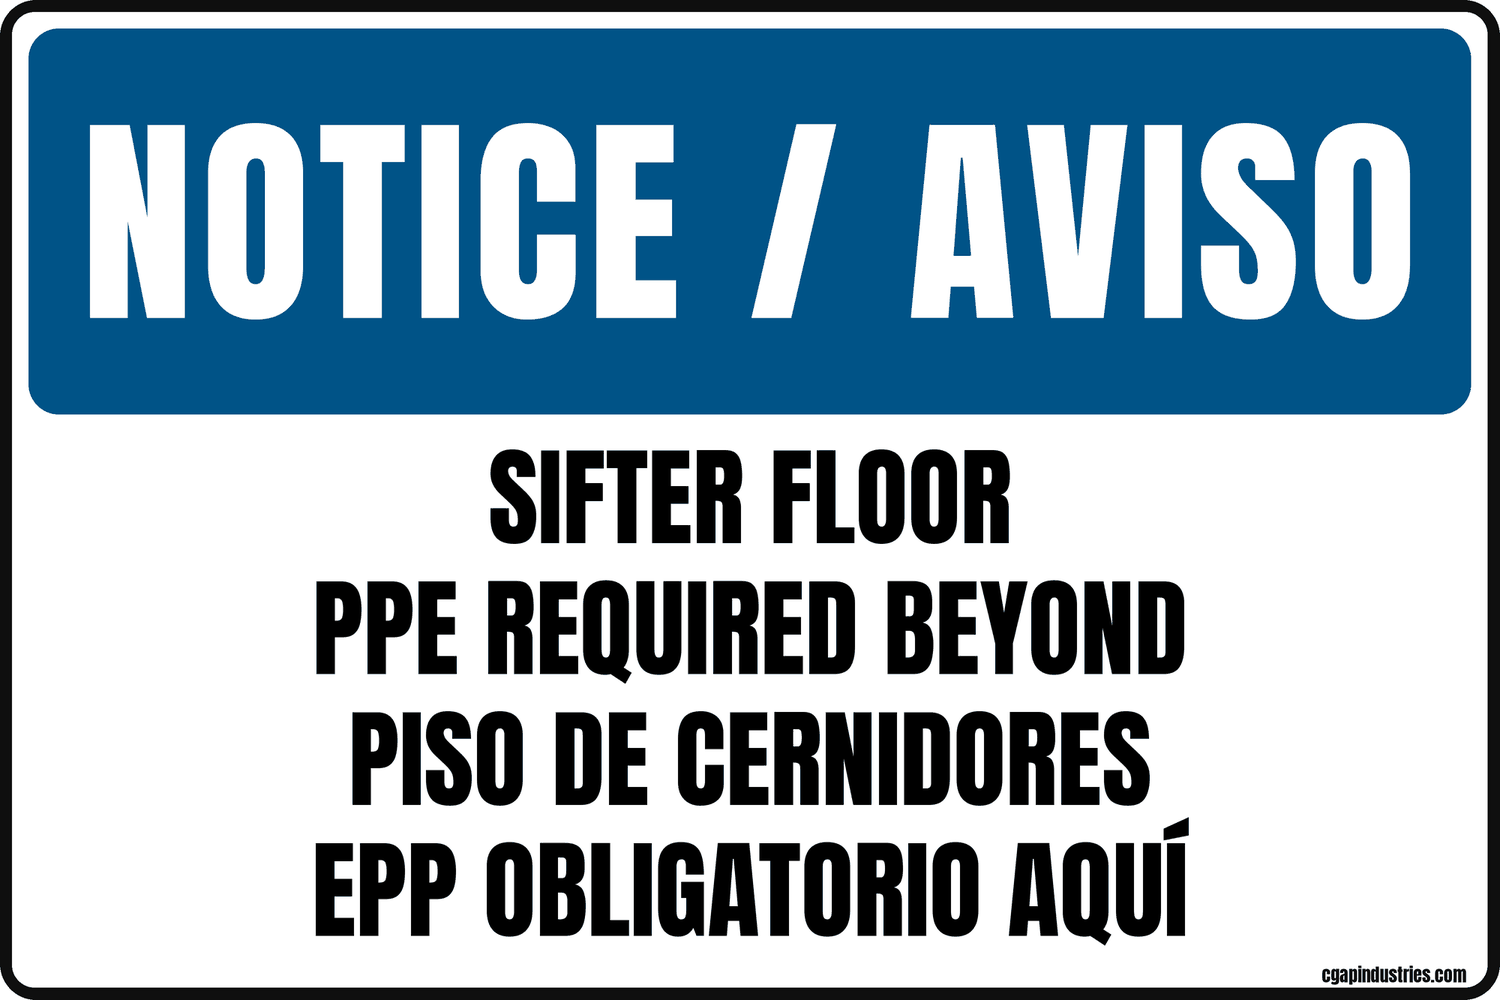 NOTICE / AVISO
SIFTER FLOOR
PPE REQUIRED BEYOND
PISO DE CERNIDORES
EPP OBLIGATORIO AQUÍ
cgapindustries.com